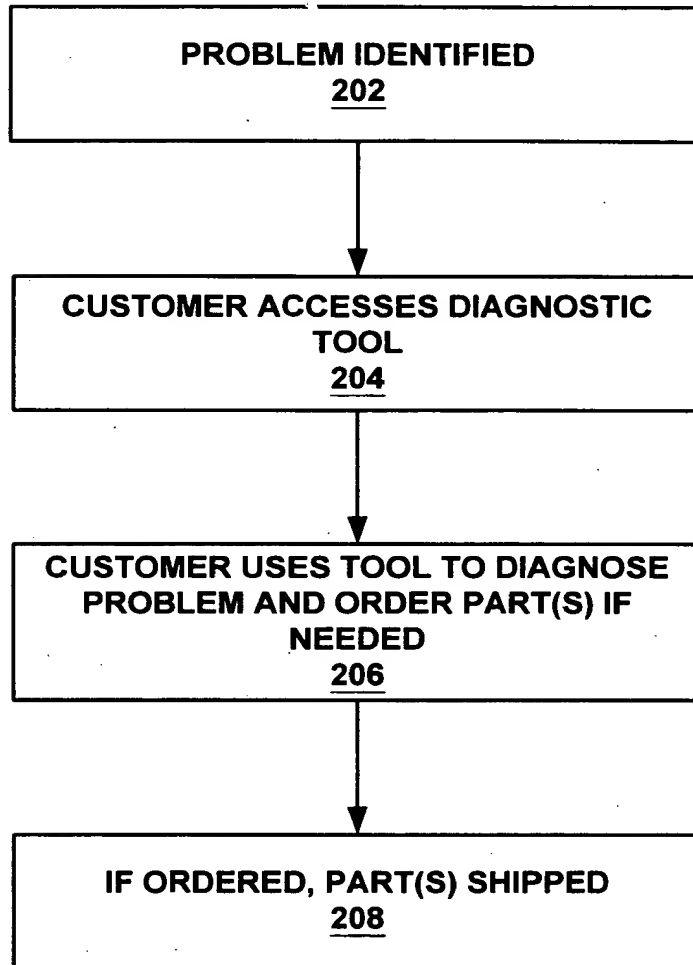 PROBLEM IDENTIFIED
202
CUSTOMER ACCESSES DIAGNOSTIC
TOOL
204
CUSTOMER USES TOOL TO DIAGNOSE
PROBLEM AND ORDER PART(S) IF
NEEDED
206
IF ORDERED, PART(S) SHIPPED
208